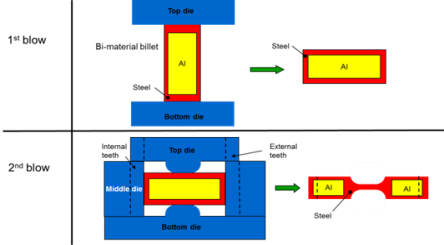 1st blow
Top die
Bi-material billet
Al
Steel
Bottom die
Steel
Al
2nd blow
Internal
teeth
External
teeth
Top die
Middle die
Bottom die
Al
Al
Steel